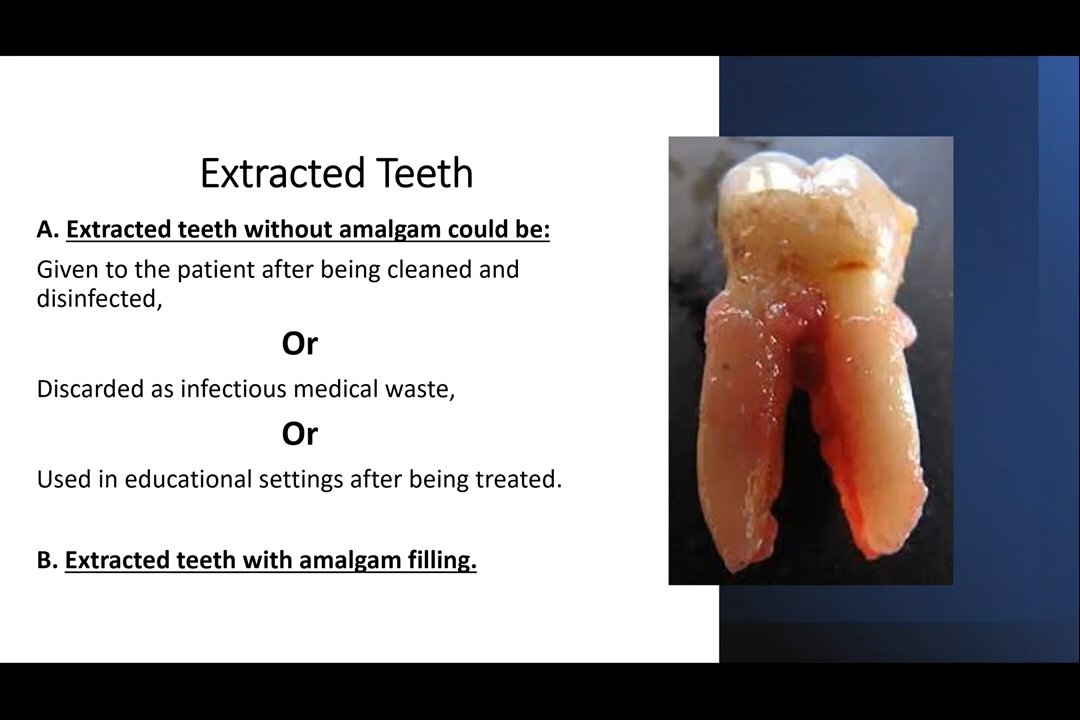 Extracted Teeth
A. Extracted teeth without amalgam could be:
Given to the patient after being cleaned and
disinfected,
Or
Discarded as infectious medical waste,
Or
Used in educational settings after being treated.
B. Extracted teeth with amalgam filling.